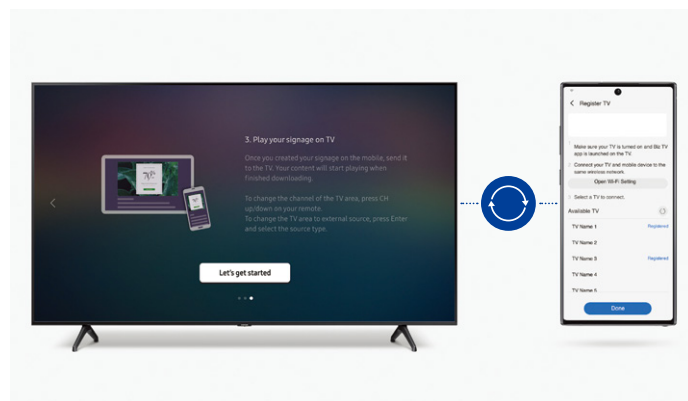 3. Play your signage on TV
Once you created your signage on the mobile, send it
to the TV. Your content will start playing when
finished downloading.
To change the channel of the TV area, press CH
up/down on your remote.
To change the TV area to external source, press Enter
and select the source type.
Let's get started
Register TV
1 Make sure your TV is turned on and Biz TV
app is launched on the TV.
2 Connect your TV and mobile device to the
same wireless network.
Open Wi-Fi Setting
3 Select a TV to connect.
Available TV
TV Name 1 Registered
TV Name 2
TV Name 3 Registered
TV Name 4
TV Name 5
Done